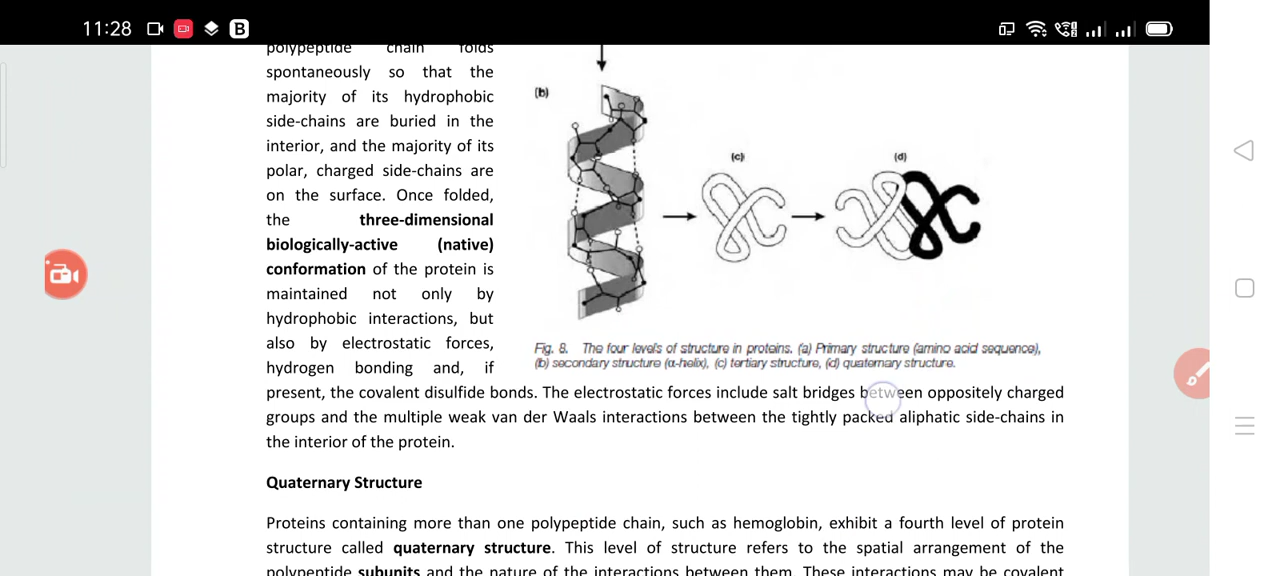 11:28
B
polypeptide chain folds
spontaneously so that the
majority of its hydrophobic
side-chains are buried in the
interior, and the majority of its
polar, charged side-chains are
on the surface. Once folded,
the three-dimensional
biologically-active (native)
conformation of the protein is
maintained not only by
hydrophobic interactions, but
also by electrostatic forces,
hydrogen bonding and, if
(b)
(c)
(d)
Fig. 8. The four levels of structure in proteins. (a) Primary structure (amino acid sequence),
(b) secondary structure (α-helix), (c) tertiary structure, (d) quaternary structure.
present, the covalent disulfide bonds. The electrostatic forces include salt bridges between oppositely charged
groups and the multiple weak van der Waals interactions between the tightly packed aliphatic side-chains in
the interior of the protein.
Quaternary Structure
Proteins containing more than one polypeptide chain, such as hemoglobin, exhibit a fourth level of protein
structure called quaternary structure. This level of structure refers to the spatial arrangement of the
polypeptide subunits and the nature of the interactions between them. These interactions may be covalent